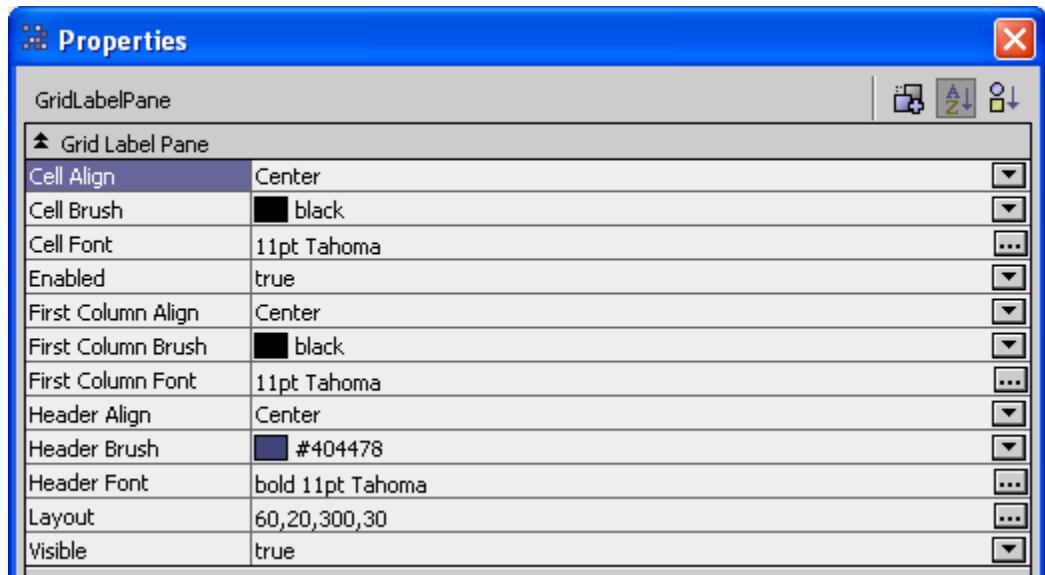 Properties
GridLabelPane
Grid Label Pane
Cell Align Center
Cell Brush black
Cell Font 11pt Tahoma
Enabled true
First Column Align Center
First Column Brush black
First Column Font 11pt Tahoma
Header Align Center
Header Brush #404478
Header Font bold 11pt Tahoma
Layout 60,20,300,30
Visible true